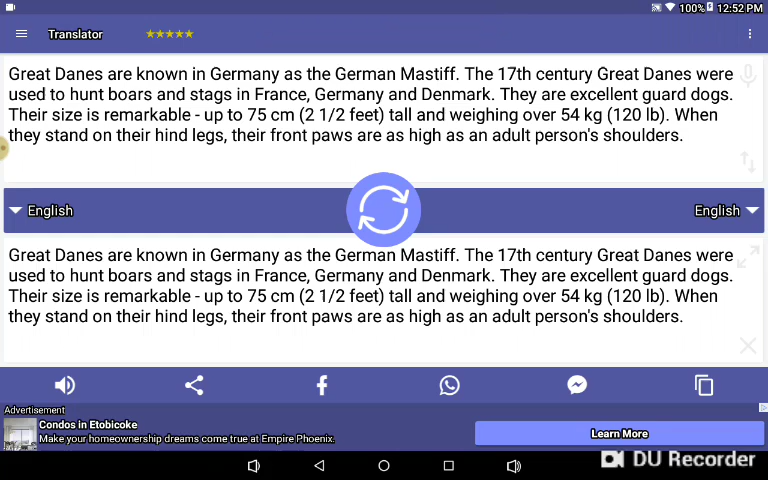 100% 12:52 PM
Translator ★★★★★
Great Danes are known in Germany as the German Mastiff. The 17th century Great Danes were
used to hunt boars and stags in France, Germany and Denmark. They are excellent guard dogs.
Their size is remarkable - up to 75 cm (2 1/2 feet) tall and weighing over 54 kg (120 lb). When
they stand on their hind legs, their front paws are as high as an adult person's shoulders.
English English
Great Danes are known in Germany as the German Mastiff. The 17th century Great Danes were
used to hunt boars and stags in France, Germany and Denmark. They are excellent guard dogs.
Their size is remarkable - up to 75 cm (2 1/2 feet) tall and weighing over 54 kg (120 lb). When
they stand on their hind legs, their front paws are as high as an adult person's shoulders.
Advertisement
Condos in Etobicoke
Make your homeownership dreams come true at Empire Phoenix.
Learn More
DU Recorder